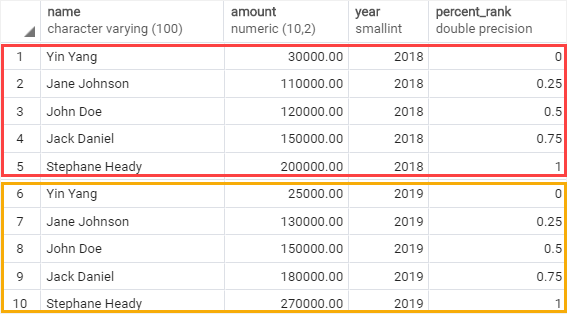 name amount year percent_rank
character varying (100) numeric (10,2) smallint double precision
1 Yin Yang 30000.00 2018 0
2 Jane Johnson 110000.00 2018 0.25
3 John Doe 120000.00 2018 0.5
4 Jack Daniel 150000.00 2018 0.75
5 Stephane Heady 200000.00 2018 1
6 Yin Yang 25000.00 2019 0
7 Jane Johnson 130000.00 2019 0.25
8 John Doe 150000.00 2019 0.5
9 Jack Daniel 180000.00 2019 0.75
10 Stephane Heady 270000.00 2019 1